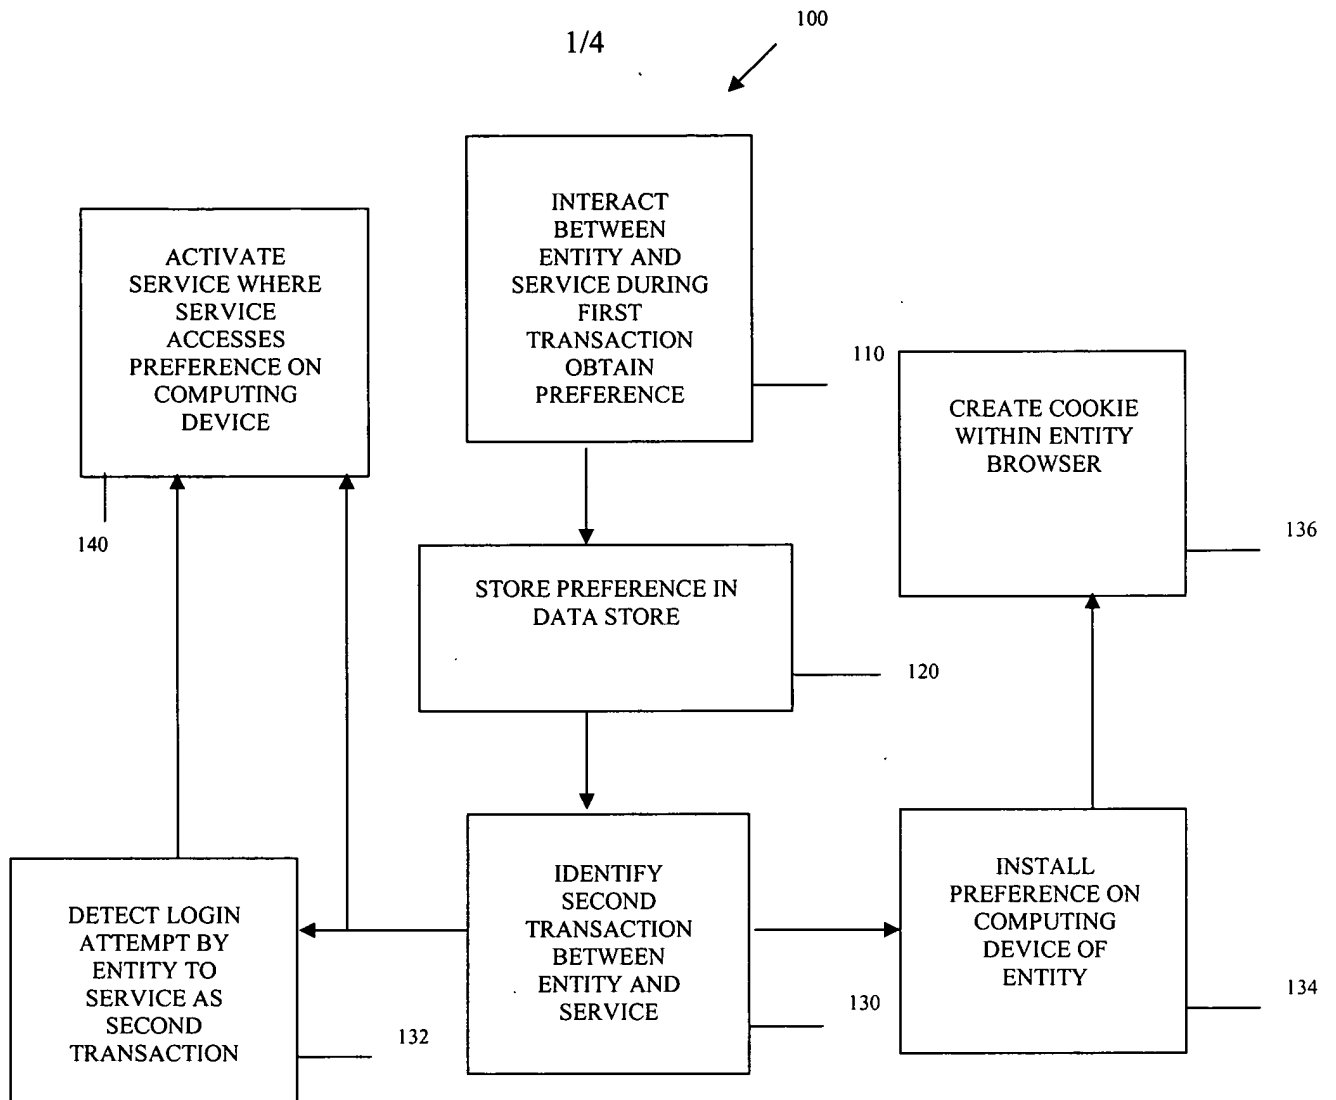 1/4
100
INTERACT
BETWEEN
ENTITY AND
SERVICE DURING
FIRST
TRANSACTION
OBTAIN
PREFERENCE
110
ACTIVATE
SERVICE WHERE
SERVICE
ACCESSES
PREFERENCE ON
COMPUTING
DEVICE
140
CREATE COOKIE
WITHIN ENTITY
BROWSER
136
STORE PREFERENCE IN
DATA STORE
120
DETECT LOGIN
ATTEMPT BY
ENTITY TO
SERVICE AS
SECOND
TRANSACTION
132
IDENTIFY
SECOND
TRANSACTION
BETWEEN
ENTITY AND
SERVICE
130
INSTALL
PREFERENCE ON
COMPUTING
DEVICE OF
ENTITY
134